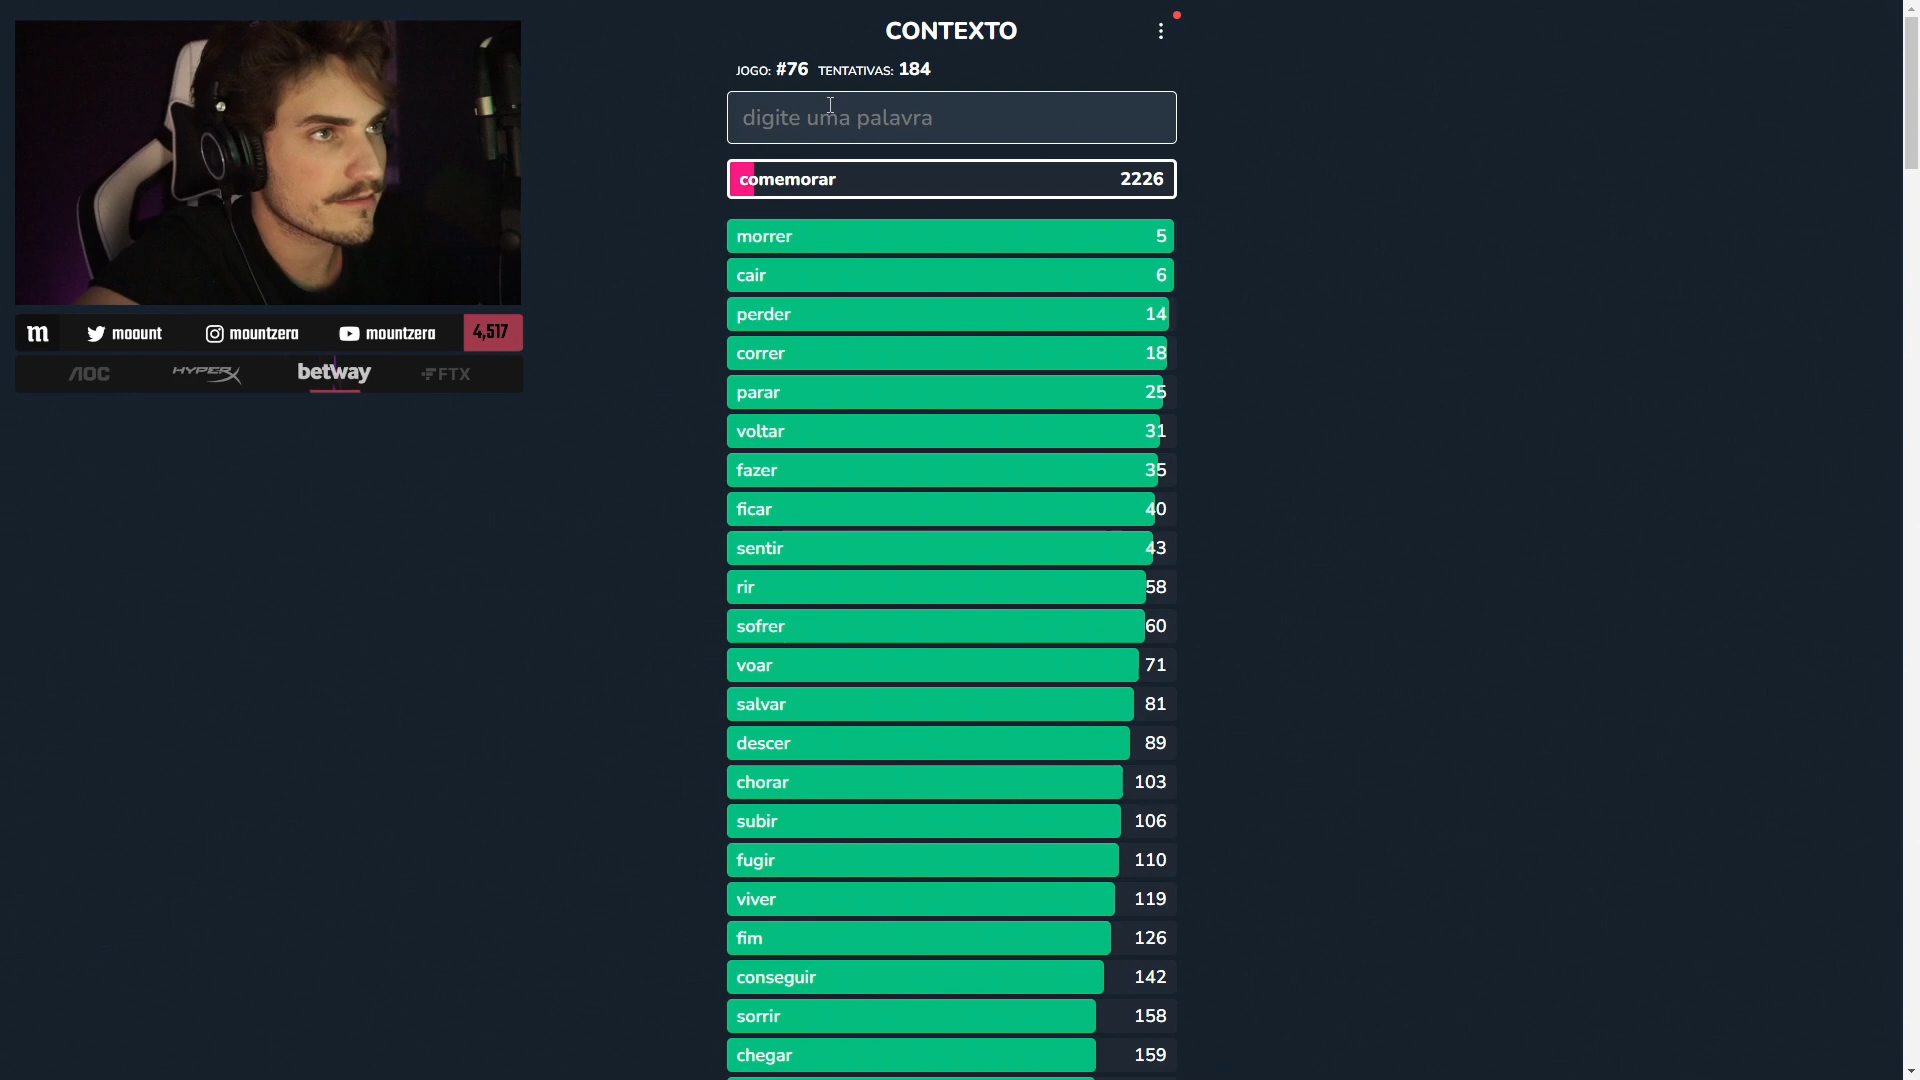 CONTEXTO
JOGO: #76 TENTATIVAS: 184
digite uma palavra
comemorar 2226
morrer 5
cair 6
perder 14
correr 18
parar 25
voltar 31
fazer 35
ficar 40
sentir 43
rir 58
sofrer 60
voar 71
salvar 81
descer 89
chorar 103
subir 106
fugir 110
viver 119
fim 126
conseguir 142
sorrir 158
chegar 159
m moount mountzera mountzera 4,517
AOC HYPERX betway FTX